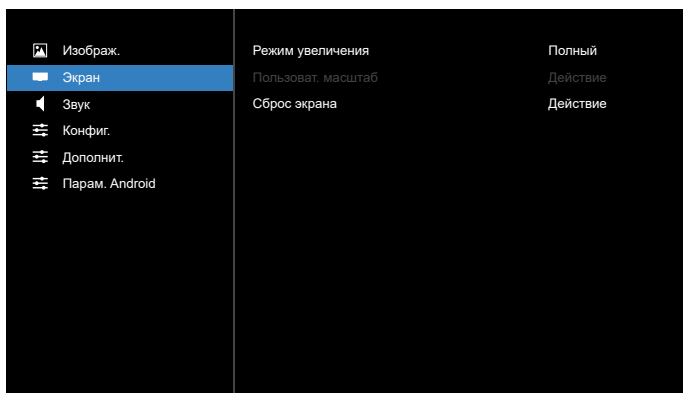 Изображ.
Экран
Звук
Конфиг.
Дополнит.
Парам. Android
Режим увеличения Полный
Пользоват. масштаб Действие
Сброс экрана Действие